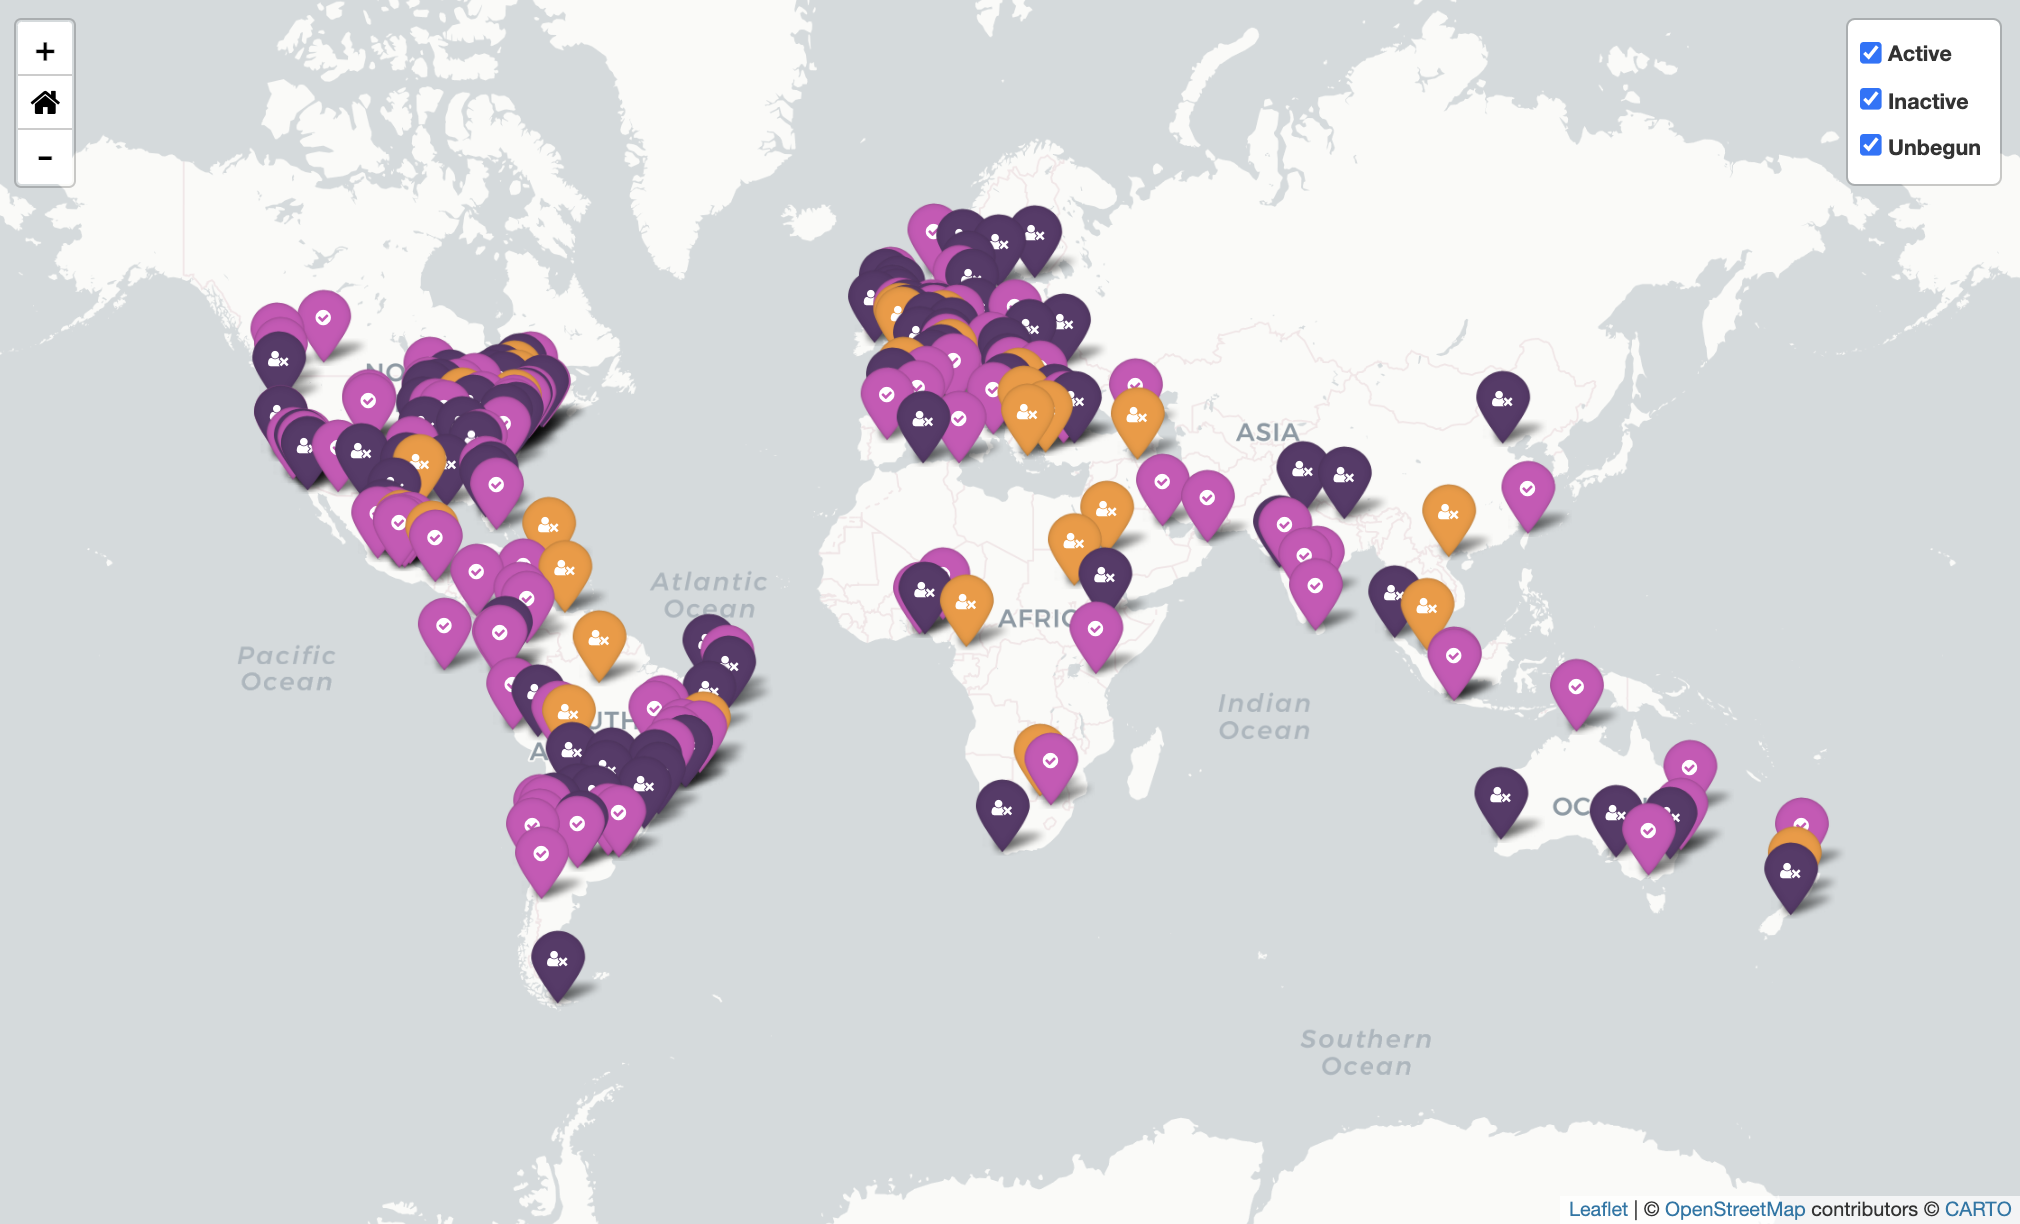 +
-
Active
Inactive
Unbegun
NO
ASIA
Atlantic
Ocean
AFRIC
Pacific
Ocean
Indian
Ocean
UTH
A
OC
Southern
Ocean
Leaflet | © OpenStreetMap contributors © CARTO